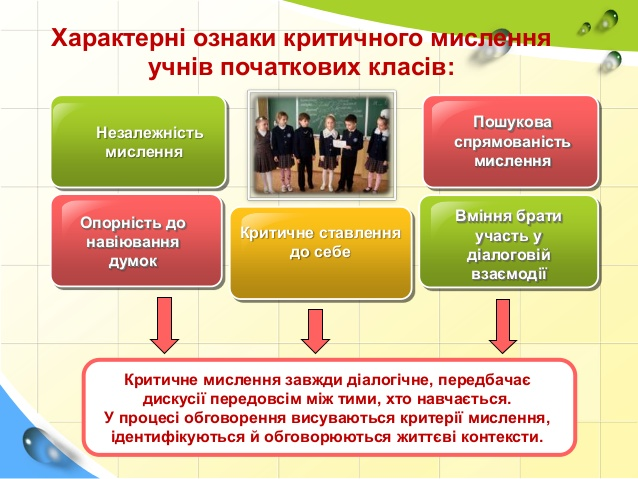 Характерні ознаки критичного мислення
учнів початкових класів:
Незалежність
мислення
Пошукова
спрямованість
мислення
Опорність до
навіювання
думок
Критичне ставлення
до себе
Вміння брати
участь у
діалоговій
взаємодії
Критичне мислення завжди діалогічне, передбачає
дискусії передовсім між тими, хто навчається.
У процесі обговорення висуваються критерії мислення,
ідентифікуються й обговорюються життєві контексти.